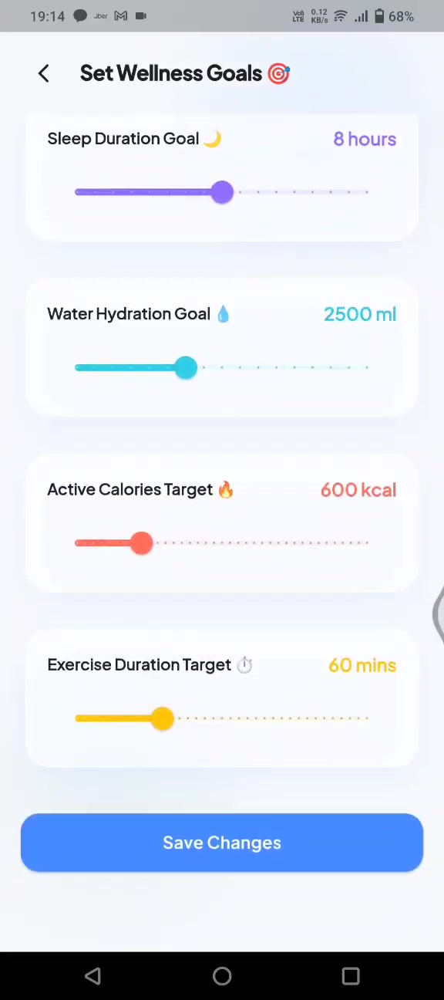 19:14 Jber Vo) LTE 0.12 KB/s 68%
Set Wellness Goals 🎯
Sleep Duration Goal 🌙 8 hours
Water Hydration Goal 💧 2500 ml
Active Calories Target 🔥 600 kcal
Exercise Duration Target ⏱️ 60 mins
Save Changes